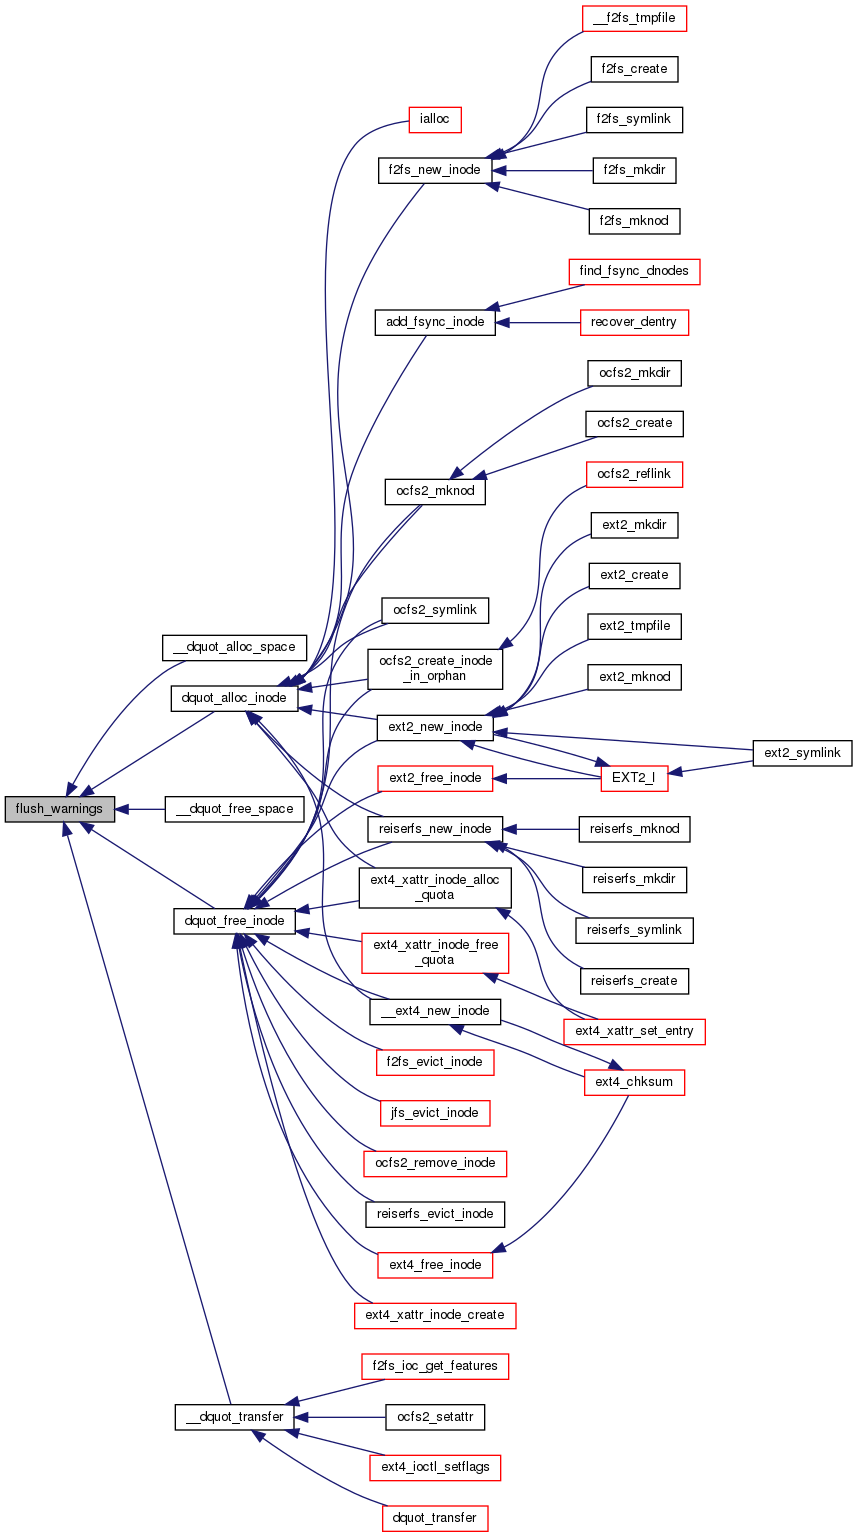 __f2fs_tmpfile
f2fs_create
ialloc
f2fs_symlink
f2fs_new_inode
f2fs_mkdir
f2fs_mknod
find_fsync_dnodes
add_fsync_inode
recover_dentry
ocfs2_mkdir
ocfs2_create
ocfs2_reflink
ocfs2_mknod
ext2_mkdir
ext2_create
ocfs2_symlink
ext2_tmpfile
__dquot_alloc_space
ocfs2_create_inode
_in_orphan
ext2_mknod
dquot_alloc_inode
ext2_new_inode
ext2_symlink
ext2_free_inode
EXT2_I
flush_warnings
__dquot_free_space
reiserfs_new_inode
reiserfs_mknod
ext4_xattr_inode_alloc
_quota
reiserfs_mkdir
dquot_free_inode
reiserfs_symlink
ext4_xattr_inode_free
_quota
reiserfs_create
__ext4_new_inode
ext4_xattr_set_entry
f2fs_evict_inode
ext4_chksum
jfs_evict_inode
ocfs2_remove_inode
reiserfs_evict_inode
ext4_free_inode
ext4_xattr_inode_create
f2fs_ioc_get_features
__dquot_transfer
ocfs2_setattr
ext4_ioctl_setflags
dquot_transfer